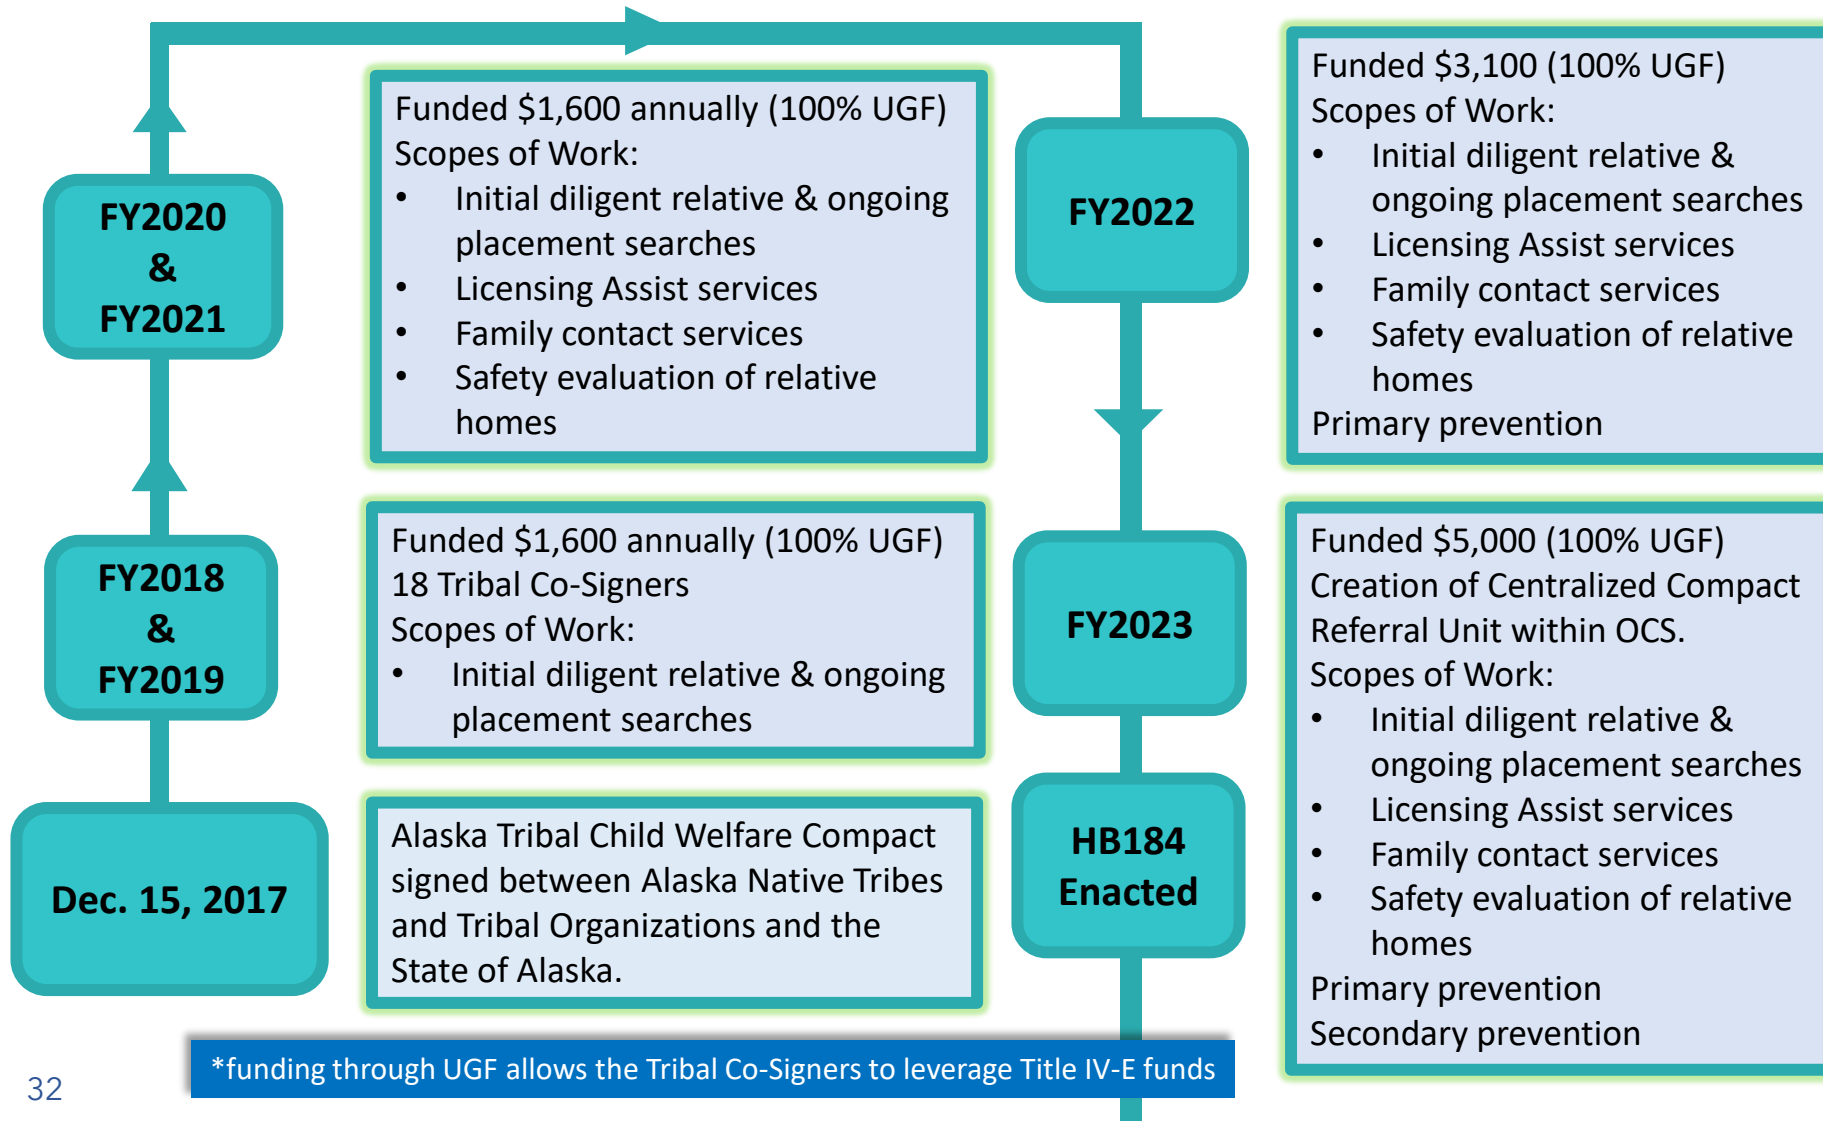 FY2020
&
FY2021
Funded $1,600 annually (100% UGF)
Scopes of Work:
• Initial diligent relative & ongoing
placement searches
• Licensing Assist services
• Family contact services
• Safety evaluation of relative
homes
FY2018
&
FY2019
Funded $1,600 annually (100% UGF)
18 Tribal Co-Signers
Scopes of Work:
• Initial diligent relative & ongoing
placement searches
Dec. 15, 2017
Alaska Tribal Child Welfare Compact
signed between Alaska Native Tribes
and Tribal Organizations and the
State of Alaska.
FY2022
Funded $3,100 (100% UGF)
Scopes of Work:
• Initial diligent relative &
ongoing placement searches
• Licensing Assist services
• Family contact services
• Safety evaluation of relative
homes
Primary prevention
FY2023
Funded $5,000 (100% UGF)
Creation of Centralized Compact
Referral Unit within OCS.
Scopes of Work:
• Initial diligent relative &
ongoing placement searches
• Licensing Assist services
• Family contact services
• Safety evaluation of relative
homes
Primary prevention
Secondary prevention
HB184
Enacted
*funding through UGF allows the Tribal Co-Signers to leverage Title IV-E funds
32